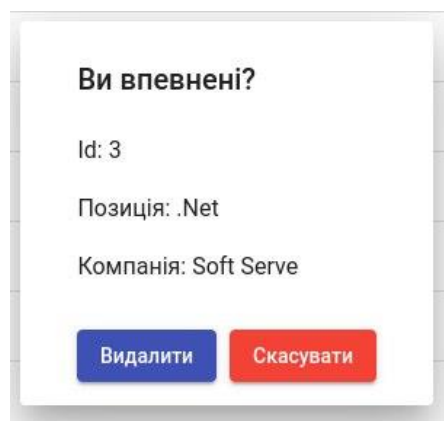 Ви впевнені?
Id: 3
Позиція: .Net
Компанія: Soft Serve
Видалити Скасувати